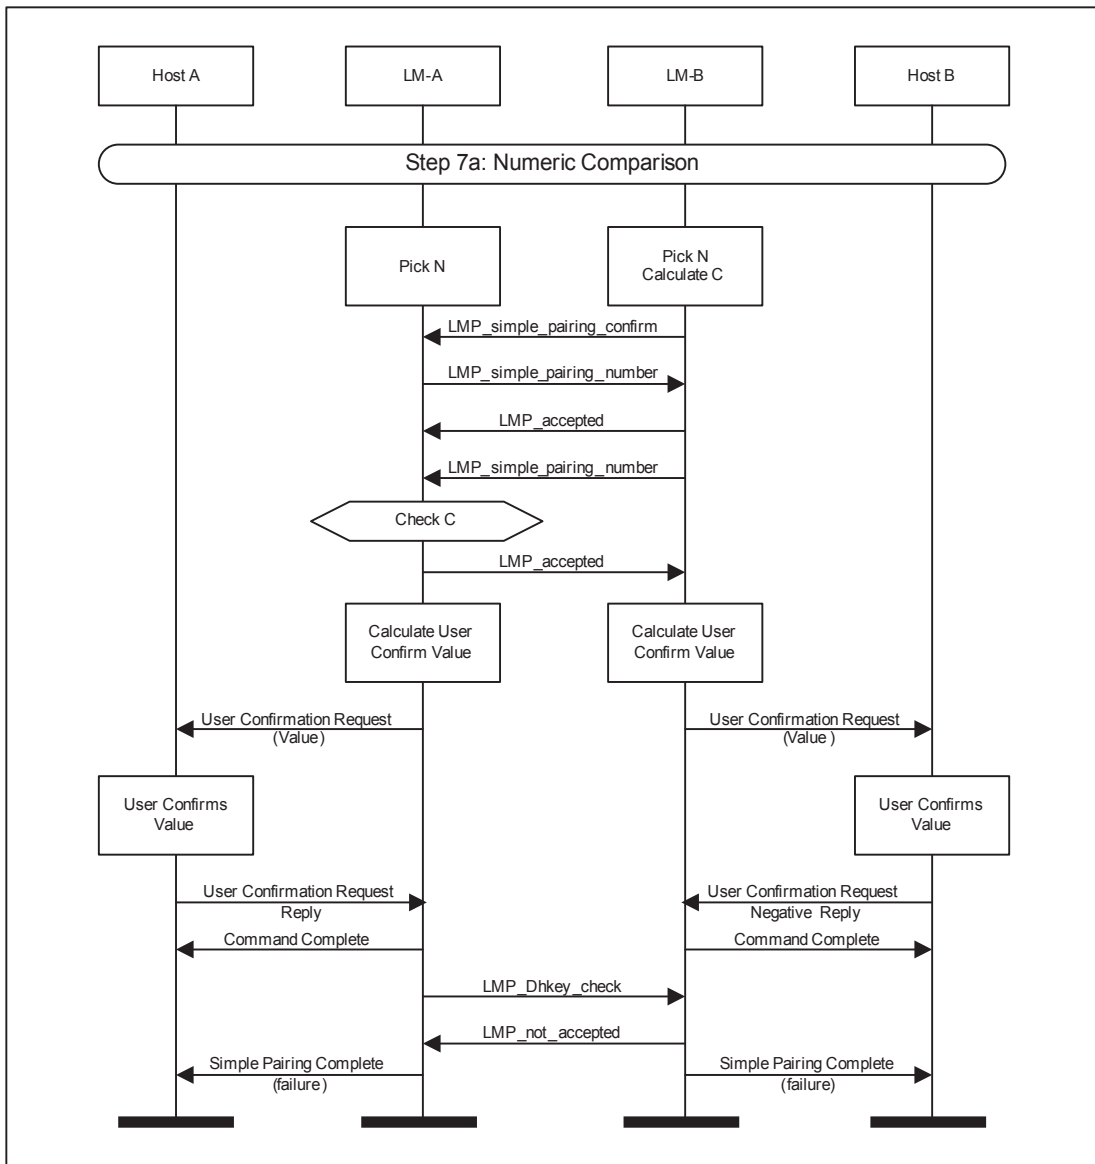 Host A
LM-A
LM-B
Host B
Step 7a: Numeric Comparison
Pick N
Pick N
Calculate C
LMP_simple_pairing_confirm
LMP_simple_pairing_number
LMP_accepted
LMP_simple_pairing_number
Check C
LMP_accepted
Calculate User
Confirm Value
Calculate User
Confirm Value
User Confirmation Request
(Value)
User Confirmation Request
(Value)
User Confirms
Value
User Confirms
Value
User Confirmation Request
Reply
User Confirmation Request
Negative Reply
Command Complete
Command Complete
LMP_Dhkey_check
LMP_not_accepted
Simple Pairing Complete
(failure)
Simple Pairing Complete
(failure)